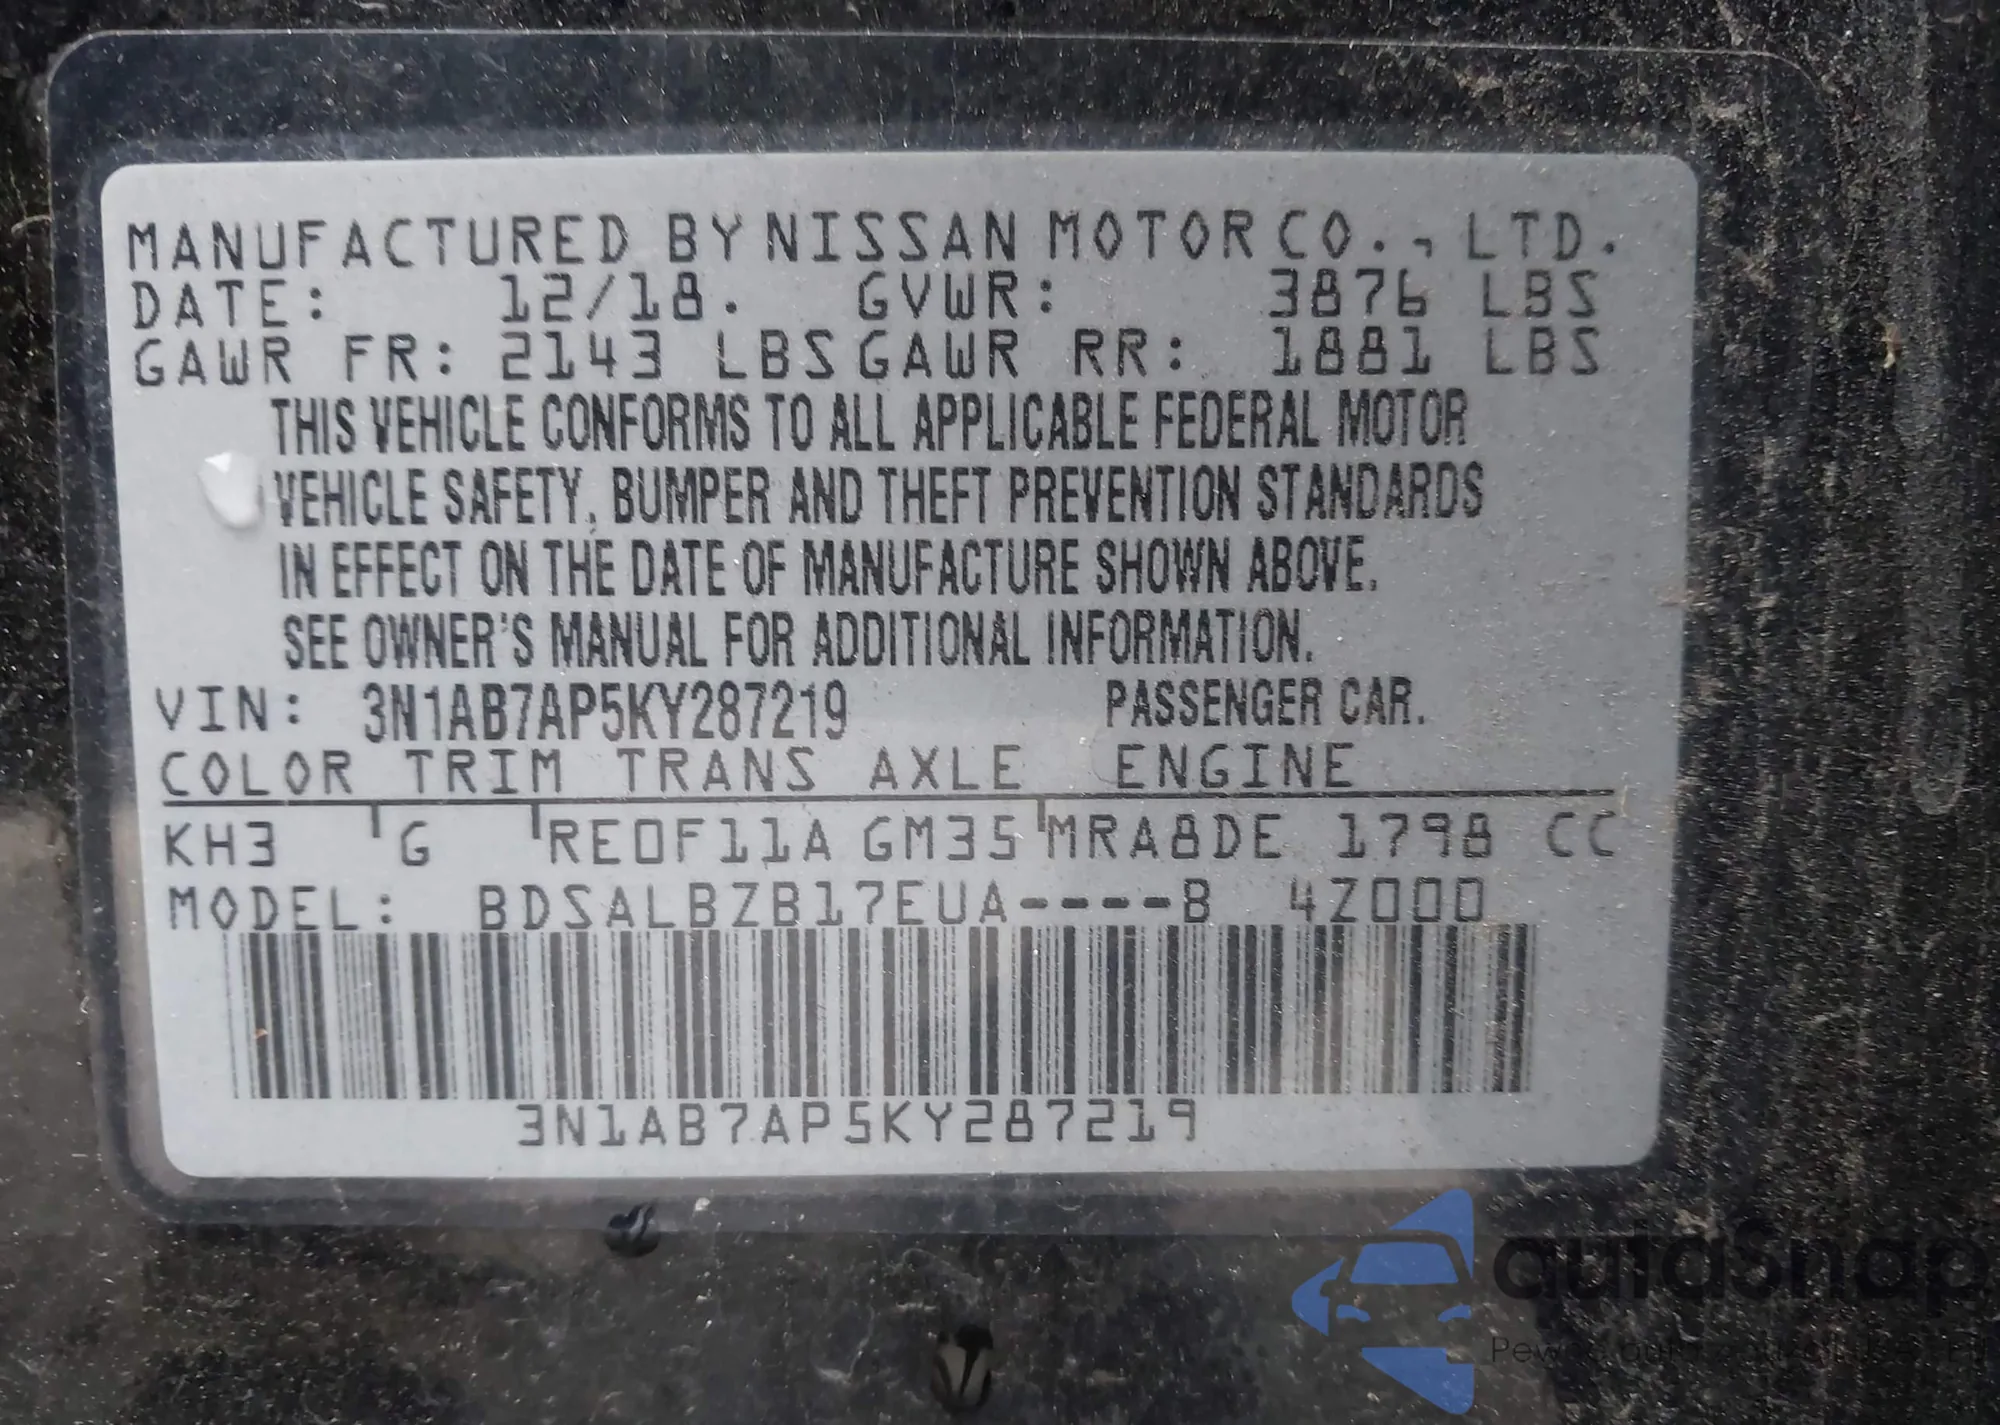 MANUFACTURED BY NISSAN MOTOR CO., LTD.
DATE: 12/18. GVWR: 3876 LBS
GAWR FR: 2143 LBS GAWR RR: 1881 LBS
THIS VEHICLE CONFORMS TO ALL APPLICABLE FEDERAL MOTOR
VEHICLE SAFETY, BUMPER AND THEFT PREVENTION STANDARDS
IN EFFECT ON THE DATE OF MANUFACTURE SHOWN ABOVE.
SEE OWNER'S MANUAL FOR ADDITIONAL INFORMATION.
VIN: 3N1AB7AP5KY287219 PASSENGER CAR.
COLOR TRIM TRANS AXLE ENGINE
KH3 G RE0F11A GM35 MRA8DE 1798 CC
MODEL: BDSALBZB17EUA----B 4Z000
3N1AB7AP5KY287219
autaSnap